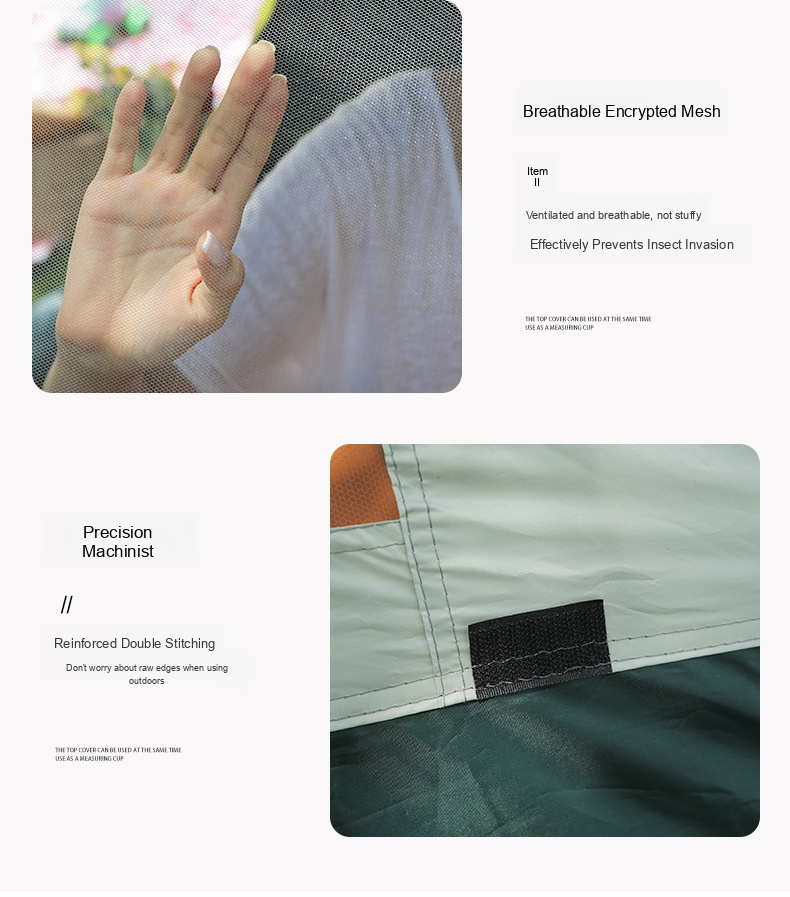 Breathable Encrypted Mesh
Item
II
Ventilated and breathable, not stuffy
Effectively Prevents Insect Invasion
THE TOP COVER CAN BE USED AT THE SAME TIME
USE AS A MEASURING CUP
Precision
Machinist
//
Reinforced Double Stitching
Don't worry about raw edges when using
outdoors
THE TOP COVER CAN BE USED AT THE SAME TIME
USE AS A MEASURING CUP